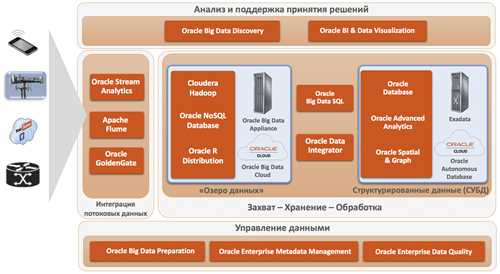 Анализ и поддержка принятия решений
Oracle Big Data Discovery
Oracle BI & Data Visualization
Oracle Stream
Analytics
Apache
Flume
Oracle
GoldenGate
Интеграция
потоковых данных
Cloudera
Hadoop
Oracle NoSQL
Database
Oracle R
Distribution
Oracle Big Data
Appliance
ORACLE
CLOUD
Oracle Big Data
Cloud
«Озеро данных»
Oracle
Big Data SQL
Oracle Data
Integrator
Oracle
Database
Oracle Advanced
Analytics
Oracle Spatial
& Graph
Exadata
ORACLE
CLOUD
Oracle
Autonomous
Database
Структурированные данные (СУБД)
Захват – Хранение – Обработка
Управление данными
Oracle Big Data Preparation
Oracle Enterprise Metadata Management
Oracle Enterprise Data Quality